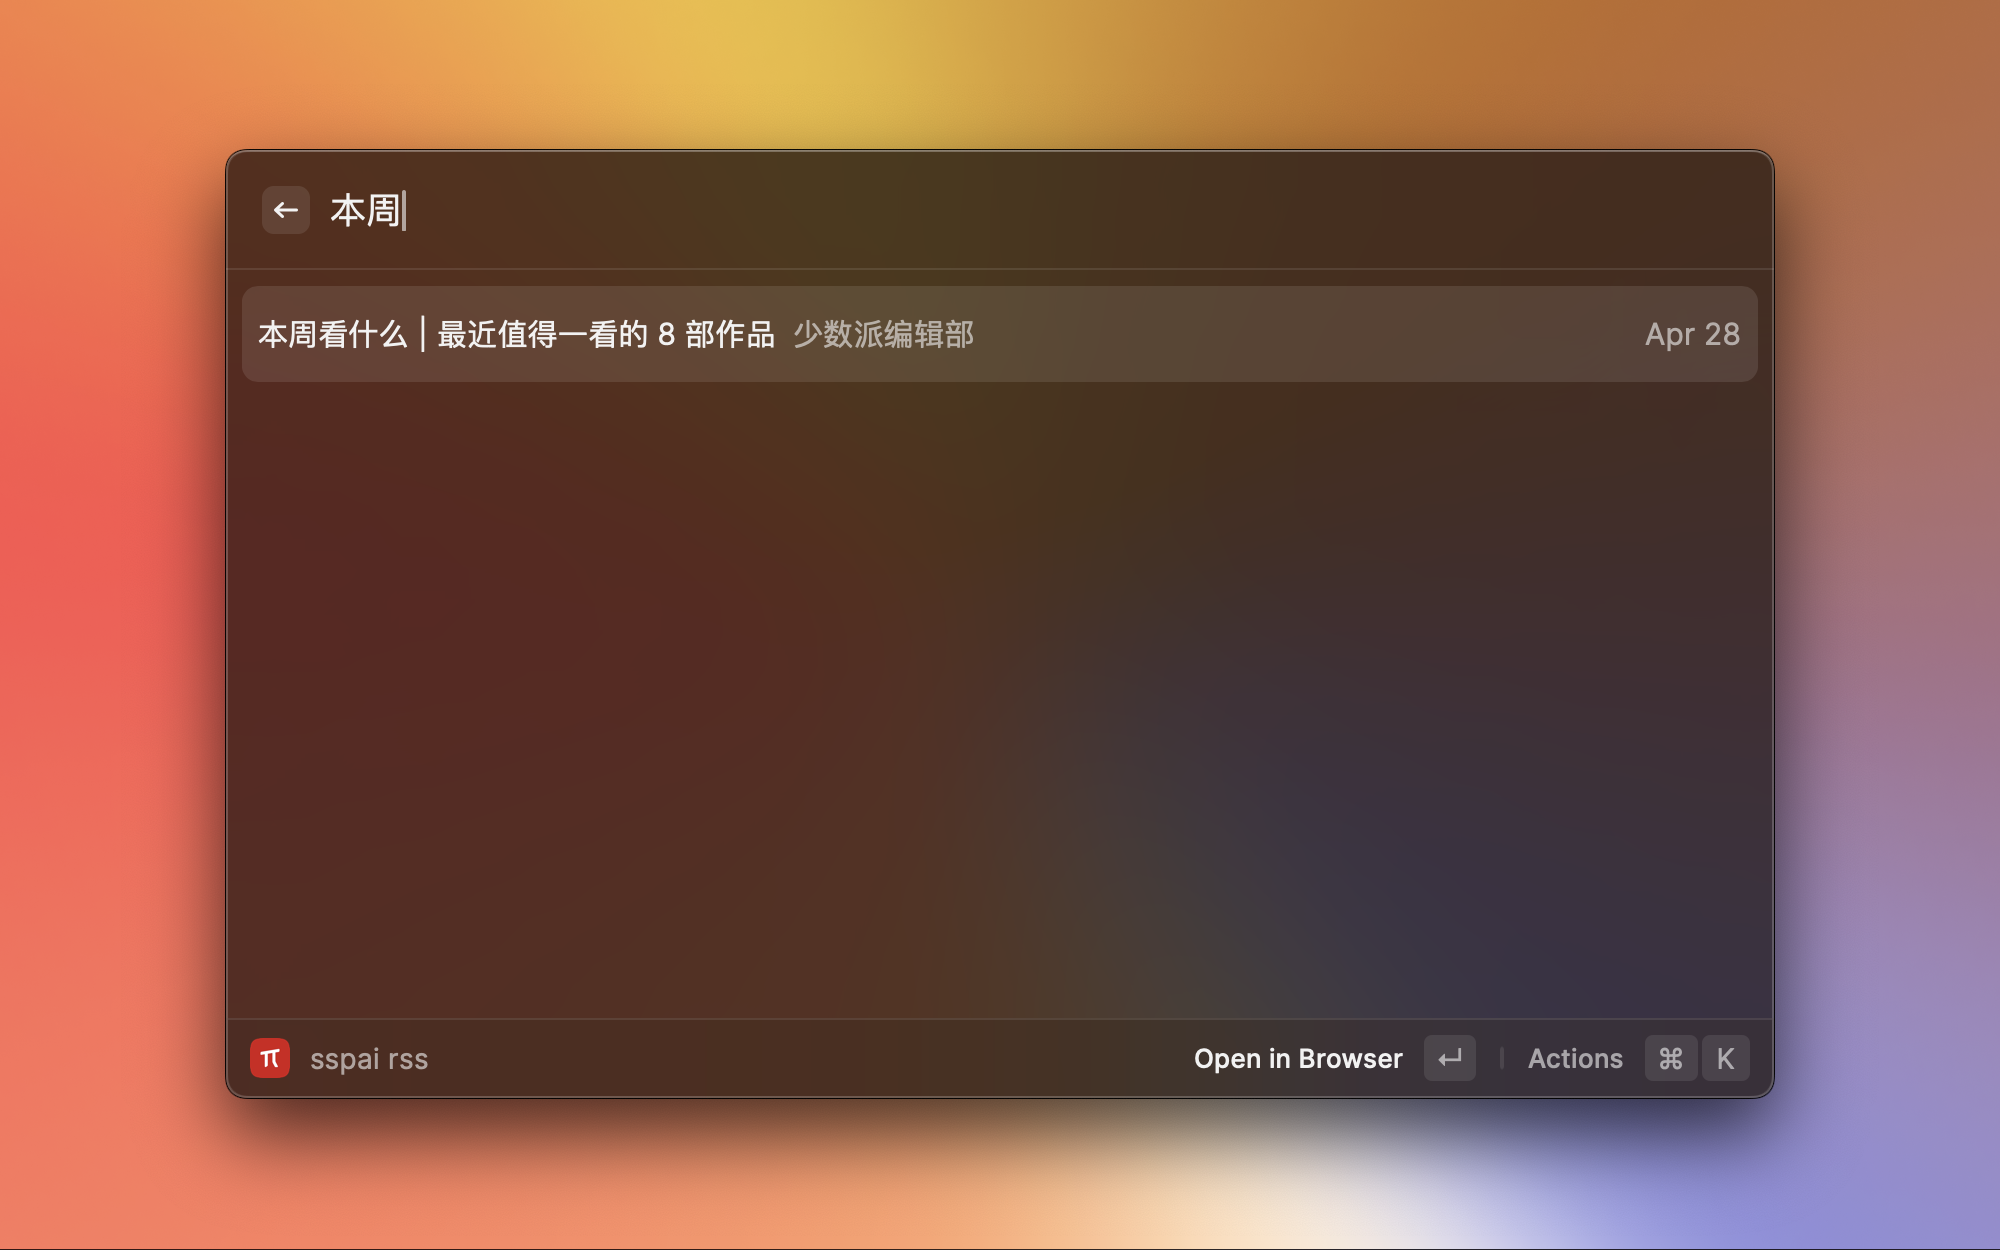 本周
本周看什么 | 最近值得一看的 8 部作品 少数派编辑部 Apr 28
π sspai rss Open in Browser ↵ Actions ⌘ K